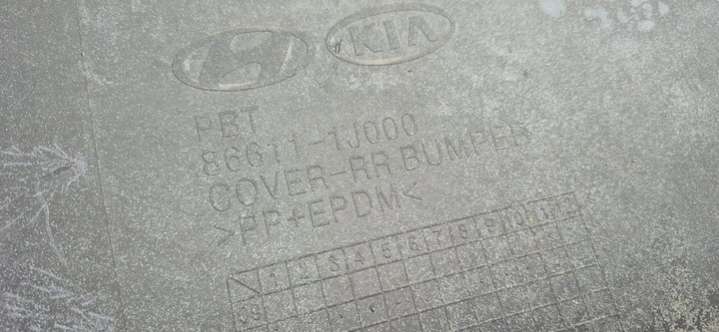 KIA
PBT
86611-1J000
COVER-RR BUMPER
>PP+EPDM<
1 2 3 4 5 6 7 8 9 10 11 12